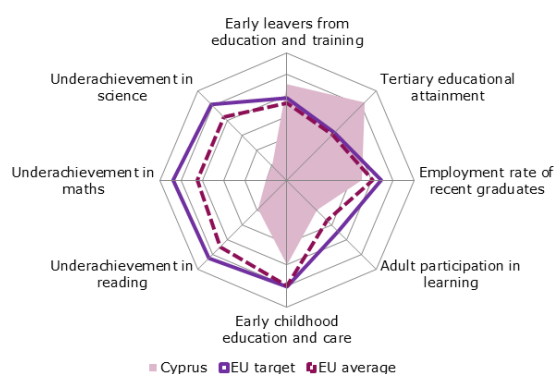 Early leavers from
education and training
Underachievement in
science
Tertiary educational
attainment
Underachievement in
maths
Employment rate of
recent graduates
Underachievement in
reading
Adult participation in
learning
Early childhood
education and care
Cyprus EU target EU average